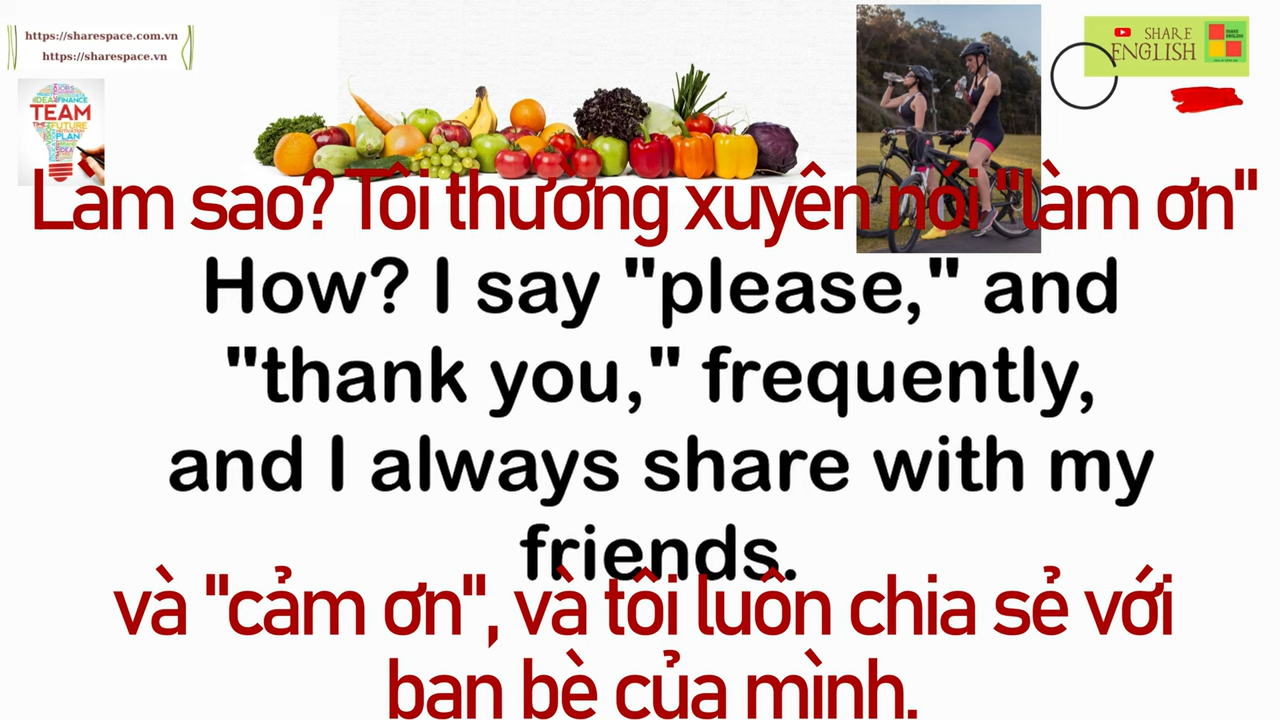 https://sharespace.com.vn
https://sharespace.vn
SHARE
ENGLISH
TEAM
FUTURE
PLAN
Làm sao? Tôi thường xuyên nói "làm ơn"
How? I say "please," and
"thank you," frequently,
and I always share with my
friends.
và "cảm ơn", và tôi luôn chia sẻ với
bạn bè của mình.